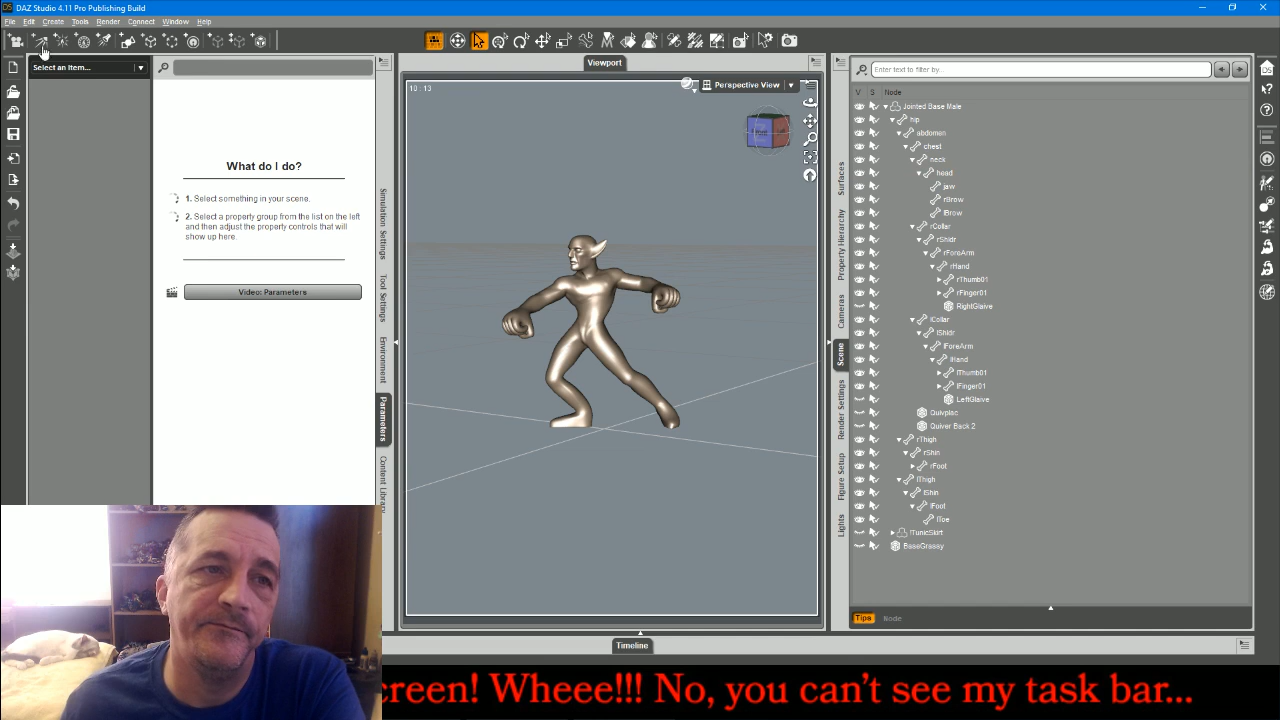 DAZ Studio 4.11 Pro Publishing Build
File Edit Create Tools Render Connect Window Help
Select an Item...
What do I do?
1. Select something in your scene.
2. Select a property group from the list on the left
and then adjust the property controls that will
show up here.
Video: Parameters
Simulation Settings
Tool Settings
Environment
Parameters
Content Library
Viewport
10 : 13
Perspective View
Surfaces
Property Hierarchy
Cameras
Scene
Render Settings
Figure Setup
Lights
Enter text to filter by...
V S Node
Jointed Base Male
hip
abdomen
chest
neck
head
jaw
rBrow
lBrow
rCollar
rShldr
rForeArm
rHand
rThumb01
rFinger01
RightGlaive
lCollar
lShldr
lForeArm
lHand
lThumb01
lFinger01
LeftGlaive
Quivplac
Quiver Back 2
rThigh
rShin
rFoot
lThigh
lShin
lFoot
lToe
!TunicSkirt
BaseGrassy
Tips Node
Timeline
creen! Wheee!!! No, you can't see my task bar...